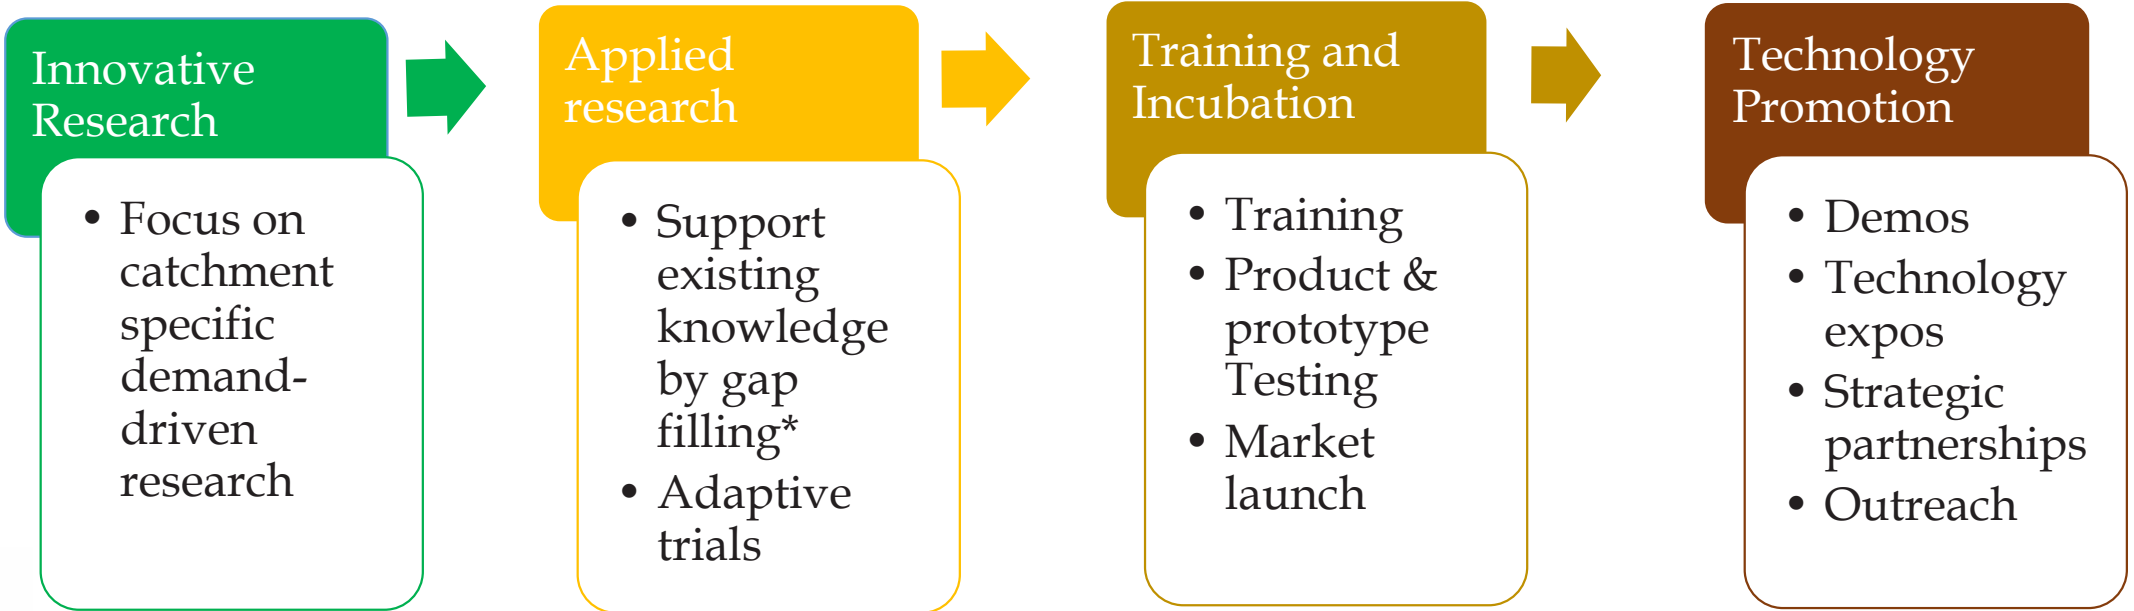 Innovative
Research
• Focus on
catchment
specific
demand-
driven
research
Applied
research
• Support
existing
knowledge
by gap
filling*
• Adaptive
trials
Training and
Incubation
• Training
• Product &
prototype
Testing
• Market
launch
Technology
Promotion
• Demos
• Technology
expos
• Strategic
partnerships
• Outreach